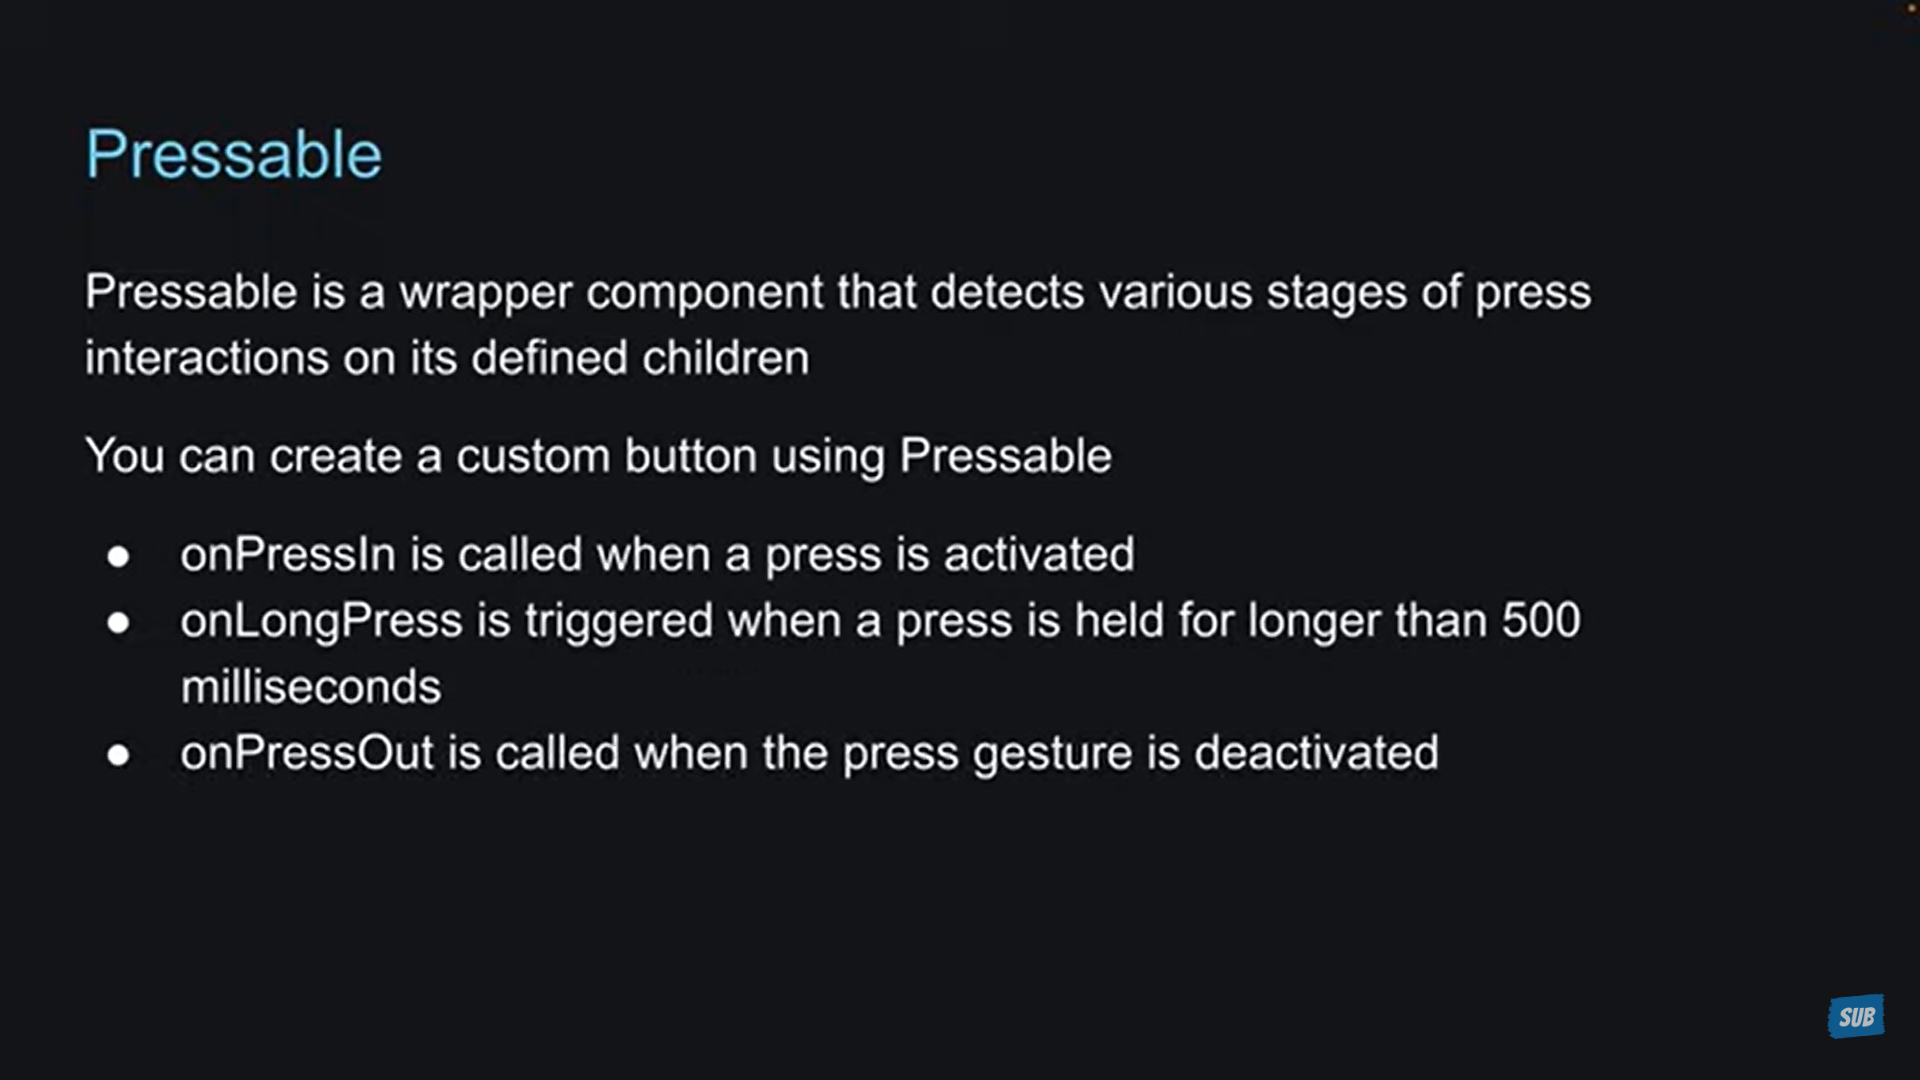 Pressable
Pressable is a wrapper component that detects various stages of press
interactions on its defined children
You can create a custom button using Pressable
● onPressIn is called when a press is activated
● onLongPress is triggered when a press is held for longer than 500
milliseconds
● onPressOut is called when the press gesture is deactivated
SUB